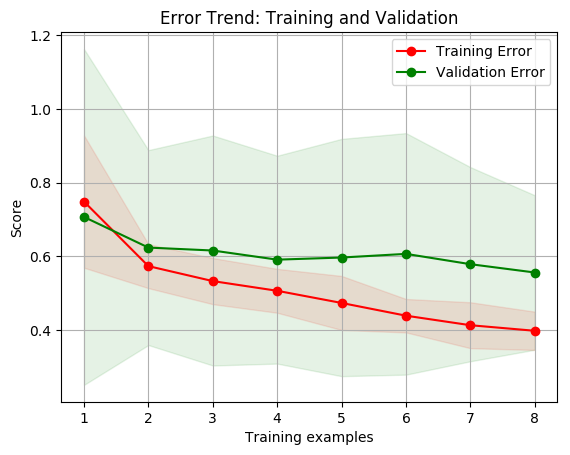 Error Trend: Training and Validation
Training Error
Validation Error
Score
1.2
1.0
0.8
0.6
0.4
1 2 3 4 5 6 7 8
Training examples